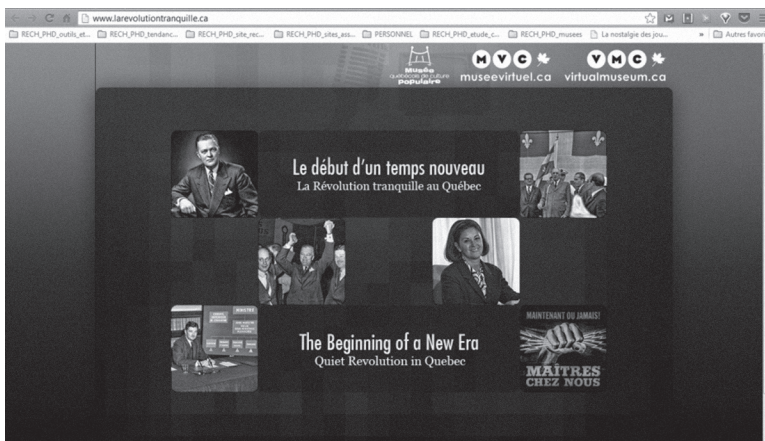 www.larevolutiontranquille.ca
RECH_PHD_outils_et... RECH_PHD_tendanc... RECH_PHD_site_rec... RECH_PHD_sites_ass... PERSONNEL RECH_PHD_etude_c... RECH_PHD_musees La nostalgie des jou... » Autres favori
Musée
québécois de culture
populaire
MVC
museevirtuel.ca
VMC
virtualmuseum.ca
Le début d'un temps nouveau
La Révolution tranquille au Québec
The Beginning of a New Era
Quiet Revolution in Quebec
MAINTENANT OU JAMAIS!
MAÎTRES
CHEZ NOUS